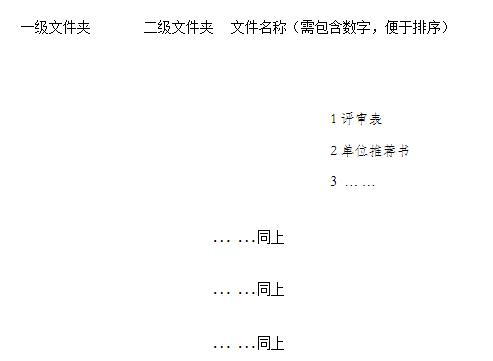 一级文件夹 二级文件夹 文件名称（需包含数字，便于排序）
1 评审表
2 单位推荐书
3 … …
… …同上
… …同上
… …同上